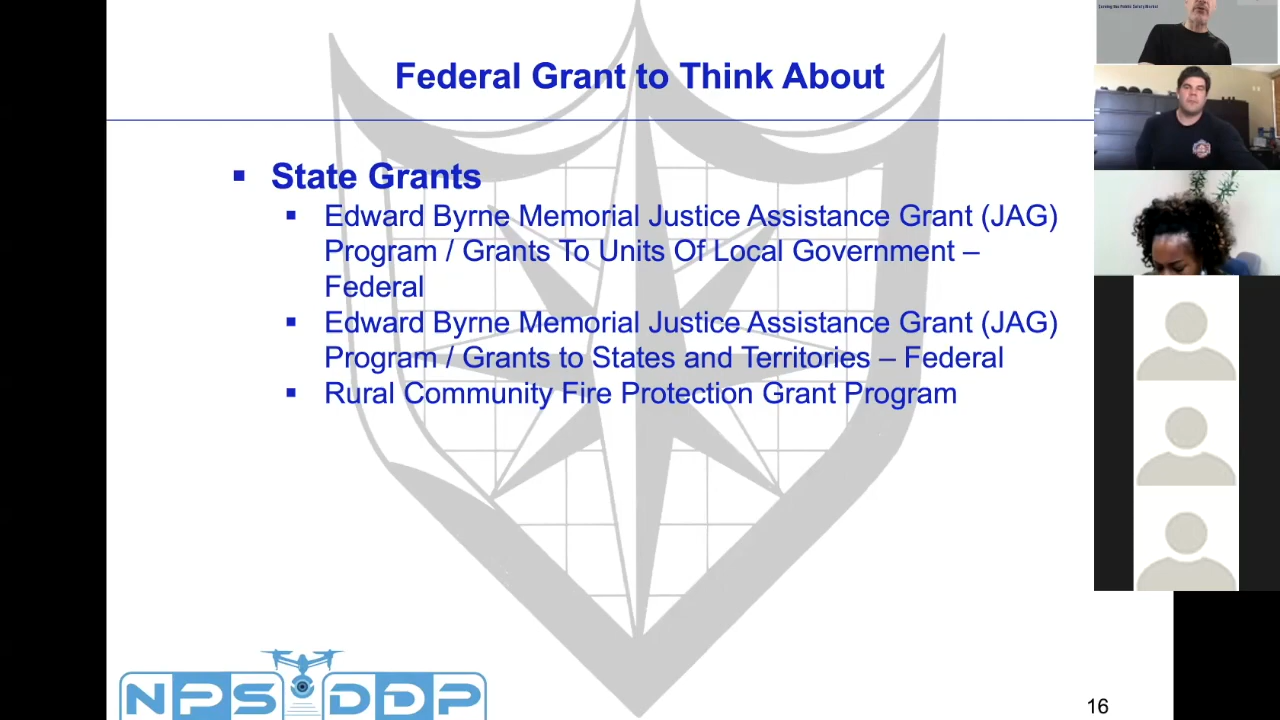 Federal Grant to Think About
State Grants
Edward Byrne Memorial Justice Assistance Grant (JAG)
Program / Grants To Units Of Local Government –
Federal
Edward Byrne Memorial Justice Assistance Grant (JAG)
Program / Grants to States and Territories – Federal
Rural Community Fire Protection Grant Program
NPS DDP
16